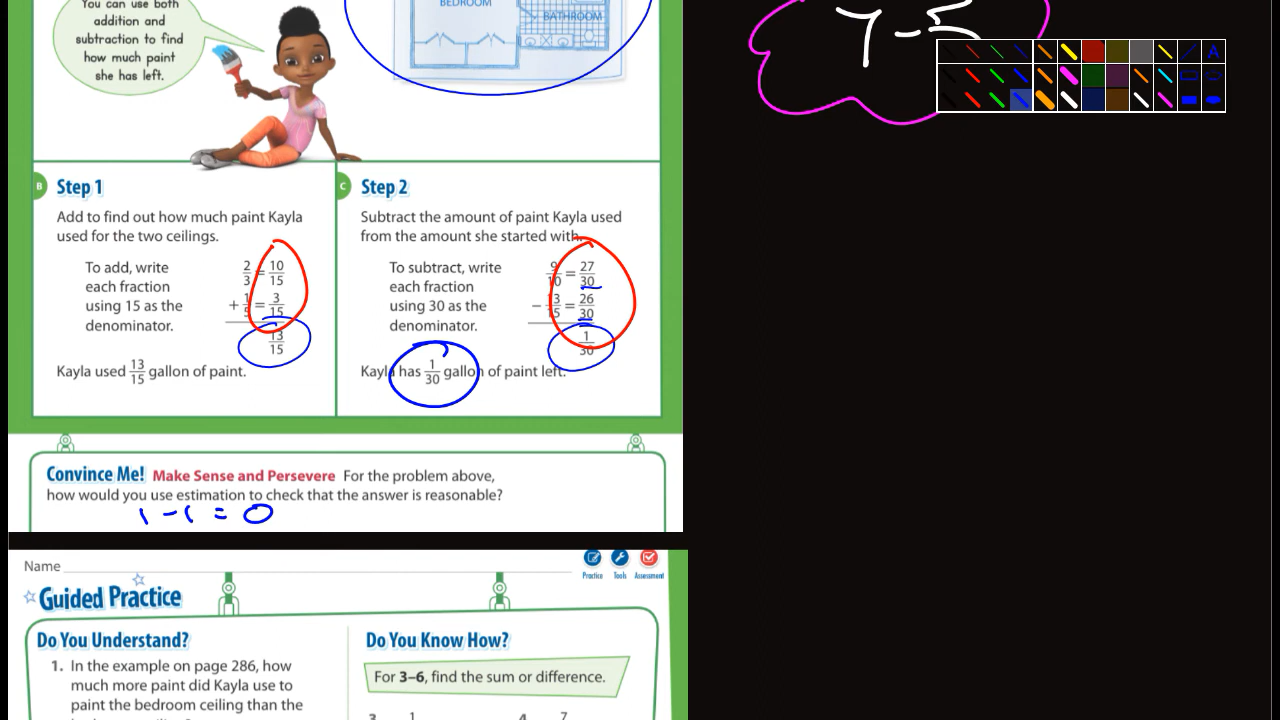 You can use both
addition and
subtraction to find
how much paint
she has left.
BEDROOM
BATHROOM
7-5
A
B Step 1
Add to find out how much paint Kayla
used for the two ceilings.
To add, write
each fraction
using 15 as the
denominator.
2/3 = 10/15
+ 1/5 = 3/15
13/15
Kayla used 13/15 gallon of paint.
C Step 2
Subtract the amount of paint Kayla used
from the amount she started with.
To subtract, write
each fraction
using 30 as the
denominator.
9/10 = 27/30
− 13/15 = 26/30
1/30
Kayla has 1/30 gallon of paint left.
Convince Me! Make Sense and Persevere For the problem above,
how would you use estimation to check that the answer is reasonable?
1 - 1 = 0
Name
Practice Tools Assessment
Guided Practice
Do You Understand?
1. In the example on page 286, how
much more paint did Kayla use to
paint the bedroom ceiling than the
Do You Know How?
For 3–6, find the sum or difference.
3. 1
4. 7